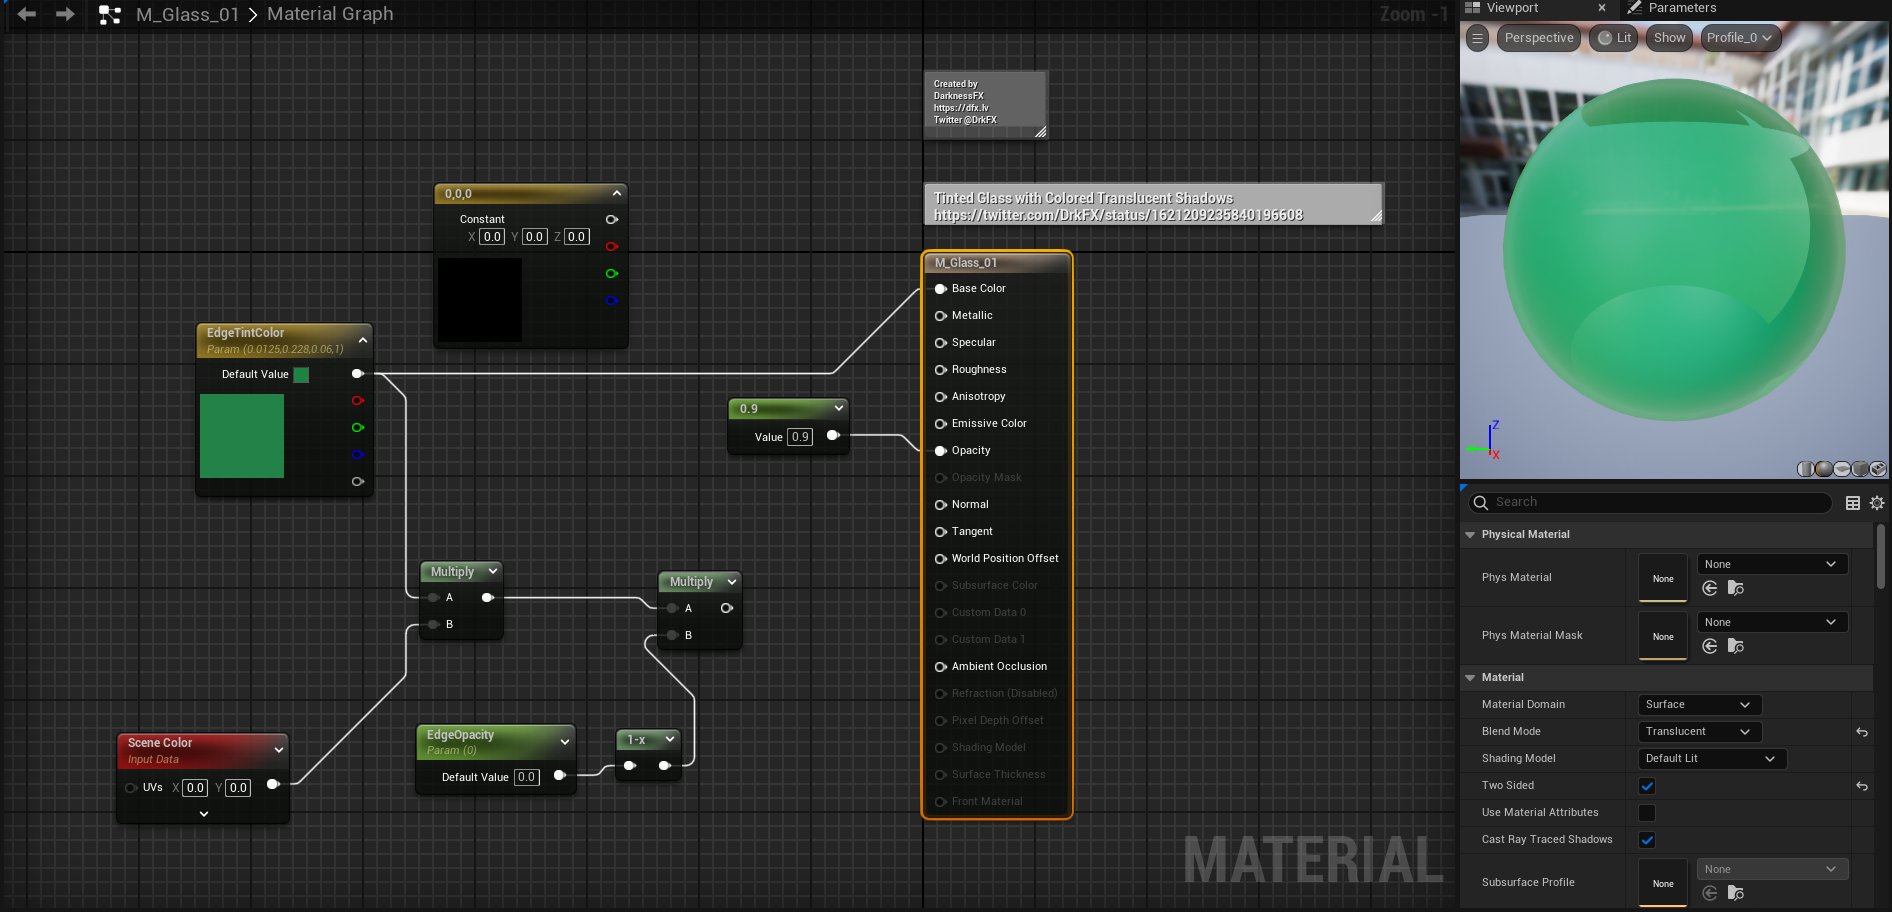 M_Glass_01 > Material Graph
Zoom -1
Created by
DarknessFX
https://dfx.lv
Twitter @DrkFX
Tinted Glass with Colored Translucent Shadows
https://twitter.com/DrkFX/status/1621209235840196608
0,0,0
Constant
X 0.0 Y 0.0 Z 0.0
EdgeTintColor
Param (0.0125,0.228,0.06,1)
Default Value
0.9
Value 0.9
M_Glass_01
Base Color
Metallic
Specular
Roughness
Anisotropy
Emissive Color
Opacity
Opacity Mask
Normal
Tangent
World Position Offset
Subsurface Color
Custom Data 0
Custom Data 1
Ambient Occlusion
Refraction (Disabled)
Pixel Depth Offset
Shading Model
Surface Thickness
Front Material
Multiply
A
B
Multiply
A
B
Scene Color
Input Data
UVs X 0.0 Y 0.0
EdgeOpacity
Param (0)
Default Value 0.0
1-x
MATERIAL
Viewport
Parameters
Perspective Lit Show Profile_0
Z
X
Search
Physical Material
Phys Material None None
Phys Material Mask None None
Material
Material Domain Surface
Blend Mode Translucent
Shading Model Default Lit
Two Sided
Use Material Attributes
Cast Ray Traced Shadows
Subsurface Profile None None